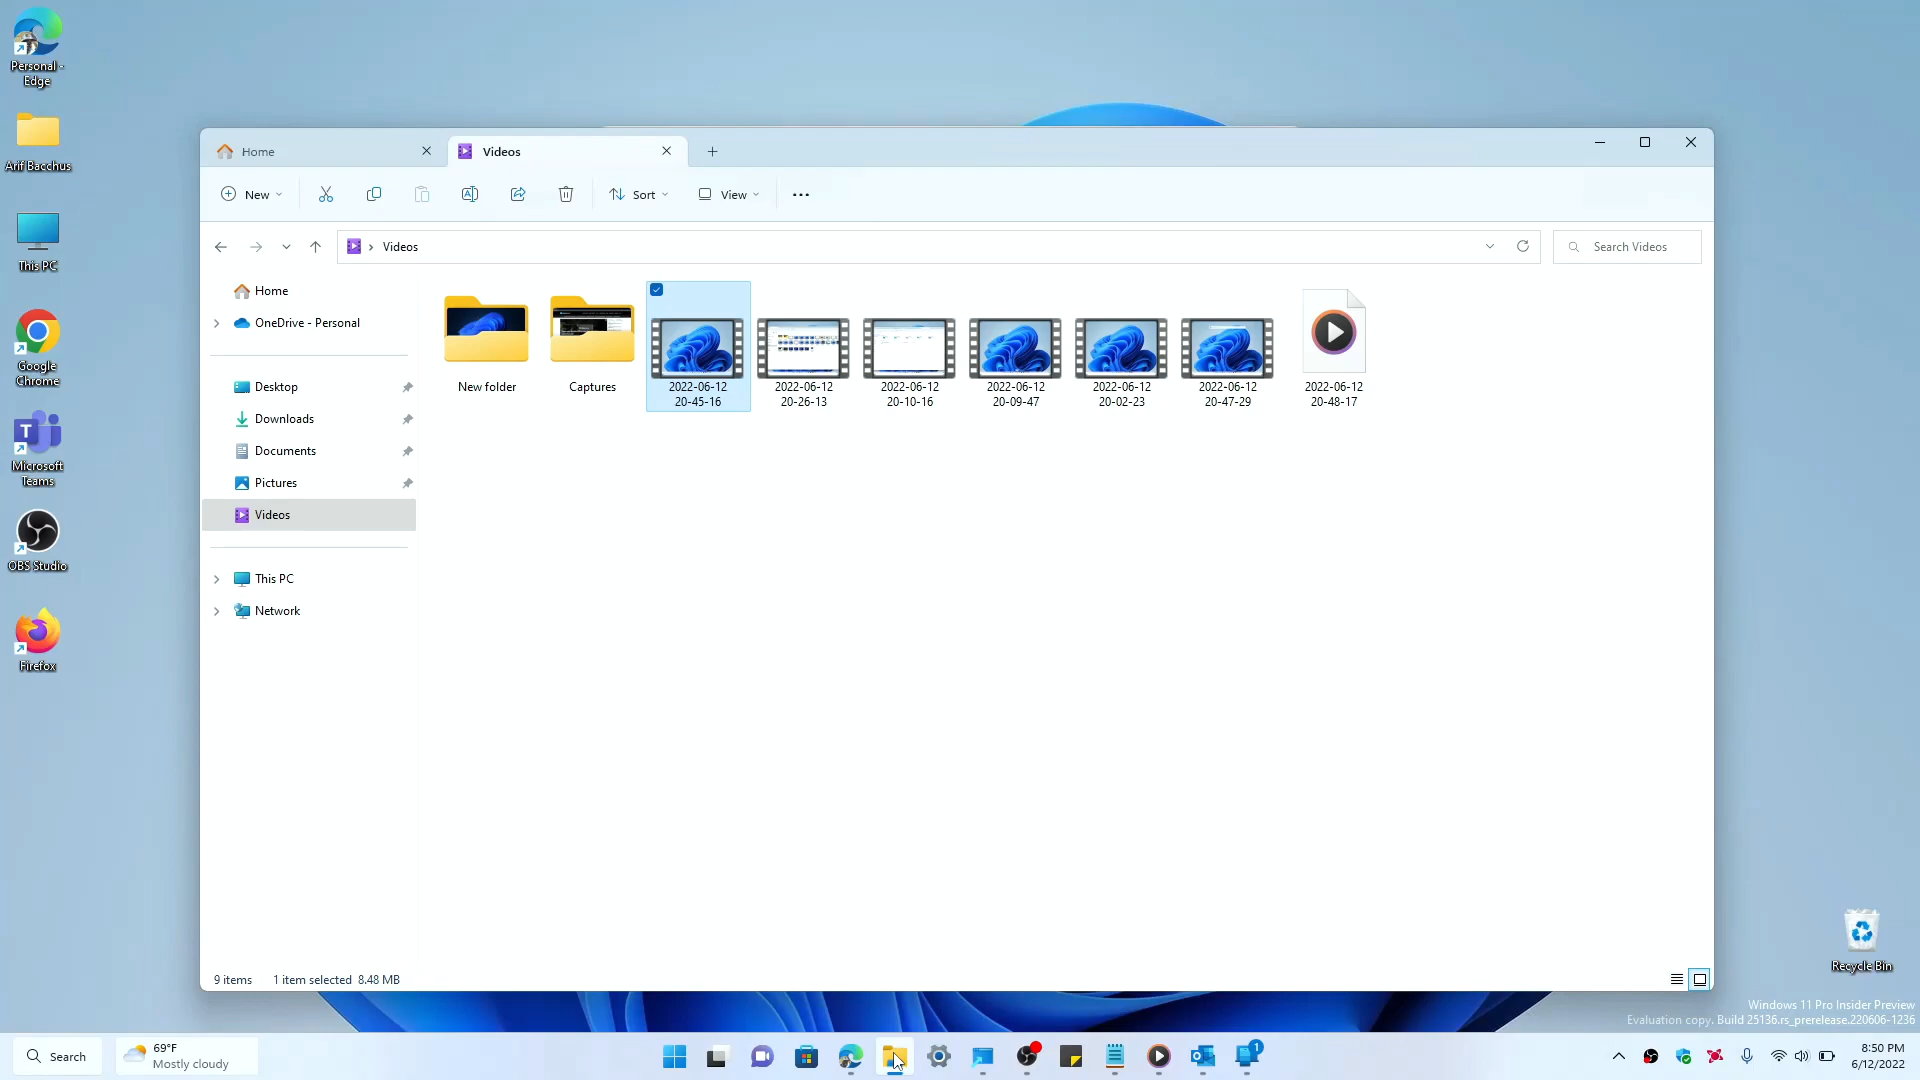 Personal -
Edge
Arif Bacchus
This PC
Google
Chrome
Microsoft
Teams
OBS Studio
Firefox
Home
Videos
New
Sort
View
Videos
Search Videos
Home
OneDrive - Personal
Desktop
Downloads
Documents
Pictures
Videos
This PC
Network
New folder
Captures
2022-06-12
20-45-16
2022-06-12
20-26-13
2022-06-12
20-10-16
2022-06-12
20-09-47
2022-06-12
20-02-23
2022-06-12
20-47-29
2022-06-12
20-48-17
9 items
1 item selected 8.48 MB
Recycle Bin
Windows 11 Pro Insider Preview
Evaluation copy. Build 25136.rs_prerelease.220606-1236
Search
69°F
Mostly cloudy
T
1
8:50 PM
6/12/2022